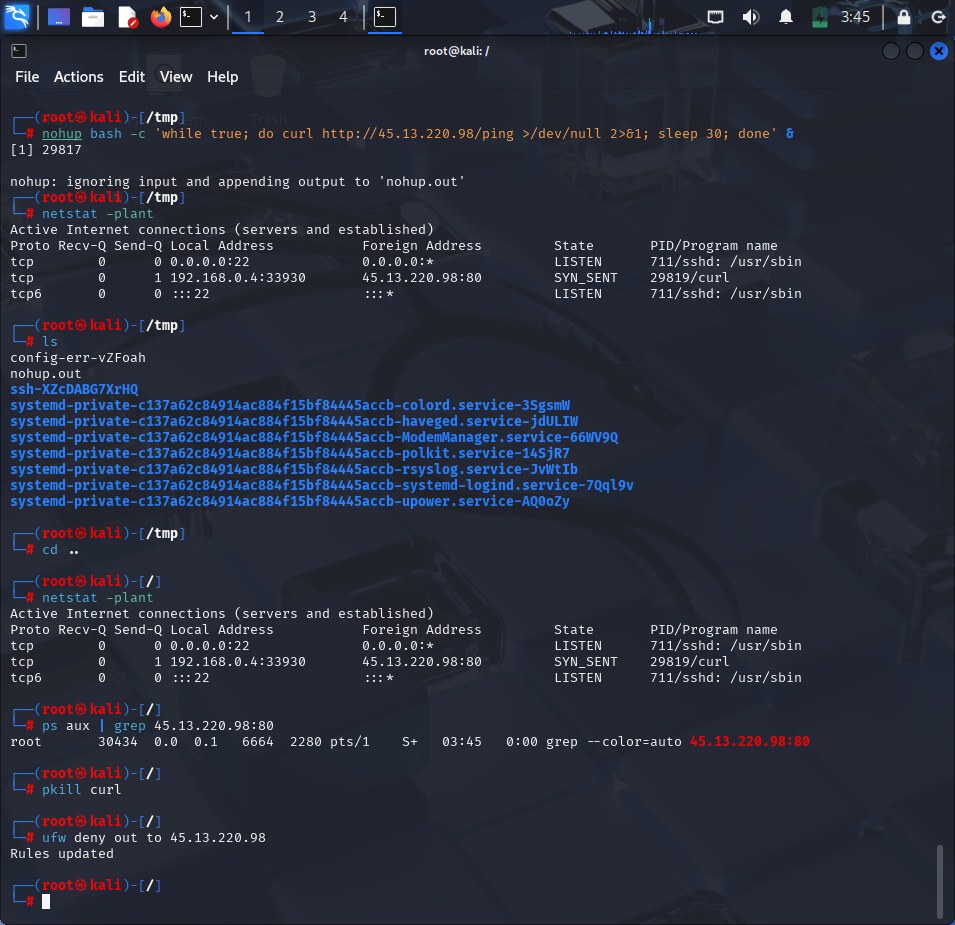 1 2 3 4 3:45
root@kali: /
File Actions Edit View Help
Trash
┌──(root㉿kali)-[/tmp]
└─# nohup bash -c 'while true; do curl http://45.13.220.98/ping >/dev/null 2>&1; sleep 30; done' &
[1] 29817
nohup: ignoring input and appending output to 'nohup.out'
┌──(root㉿kali)-[/tmp]
└─# netstat -plant
Active Internet connections (servers and established)
Proto Recv-Q Send-Q Local Address Foreign Address State PID/Program name
tcp 0 0 0.0.0.0:22 0.0.0.0:* LISTEN 711/sshd: /usr/sbin
tcp 0 1 192.168.0.4:33930 45.13.220.98:80 SYN_SENT 29819/curl
tcp6 0 0 :::22 :::* LISTEN 711/sshd: /usr/sbin
┌──(root㉿kali)-[/tmp]
└─# ls
config-err-vZFoah
nohup.out
ssh-XZcDABG7XrHQ
systemd-private-c137a62c84914ac884f15bf84445accb-colord.service-3SgsmW
systemd-private-c137a62c84914ac884f15bf84445accb-haveged.service-jdULIW
systemd-private-c137a62c84914ac884f15bf84445accb-ModemManager.service-66WV9Q
systemd-private-c137a62c84914ac884f15bf84445accb-polkit.service-14SjR7
systemd-private-c137a62c84914ac884f15bf84445accb-rsyslog.service-JvWtIb
systemd-private-c137a62c84914ac884f15bf84445accb-systemd-logind.service-7Qql9v
systemd-private-c137a62c84914ac884f15bf84445accb-upower.service-AQ0oZy
┌──(root㉿kali)-[/tmp]
└─# cd ..
┌──(root㉿kali)-[/]
└─# netstat -plant
Active Internet connections (servers and established)
Proto Recv-Q Send-Q Local Address Foreign Address State PID/Program name
tcp 0 0 0.0.0.0:22 0.0.0.0:* LISTEN 711/sshd: /usr/sbin
tcp 0 1 192.168.0.4:33930 45.13.220.98:80 SYN_SENT 29819/curl
tcp6 0 0 :::22 :::* LISTEN 711/sshd: /usr/sbin
┌──(root㉿kali)-[/]
└─# ps aux | grep 45.13.220.98:80
root 30434 0.0 0.1 6664 2280 pts/1 S+ 03:45 0:00 grep --color=auto 45.13.220.98:80
┌──(root㉿kali)-[/]
└─# pkill curl
┌──(root㉿kali)-[/]
└─# ufw deny out to 45.13.220.98
Rules updated
┌──(root㉿kali)-[/]
└─#